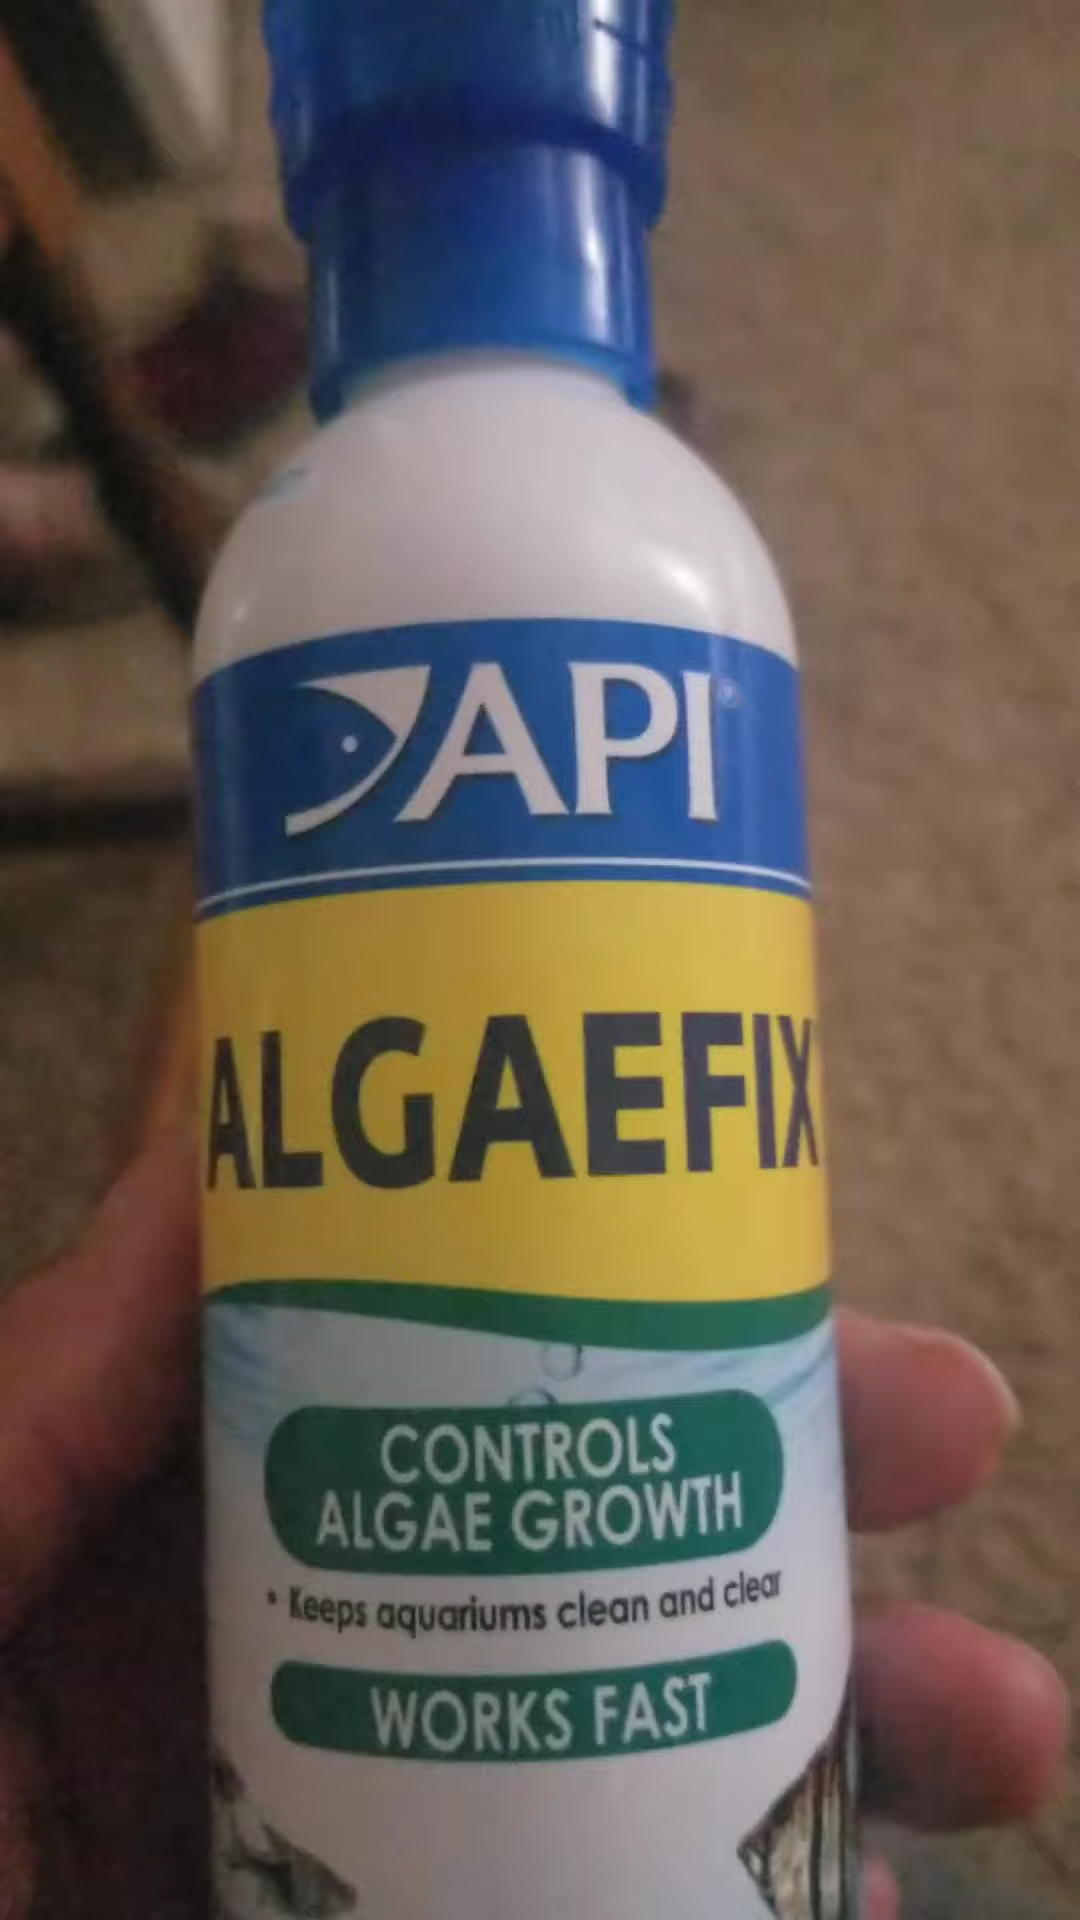 API®
ALGAEFIX
CONTROLS
ALGAE GROWTH
• Keeps aquariums clean and clear
WORKS FAST